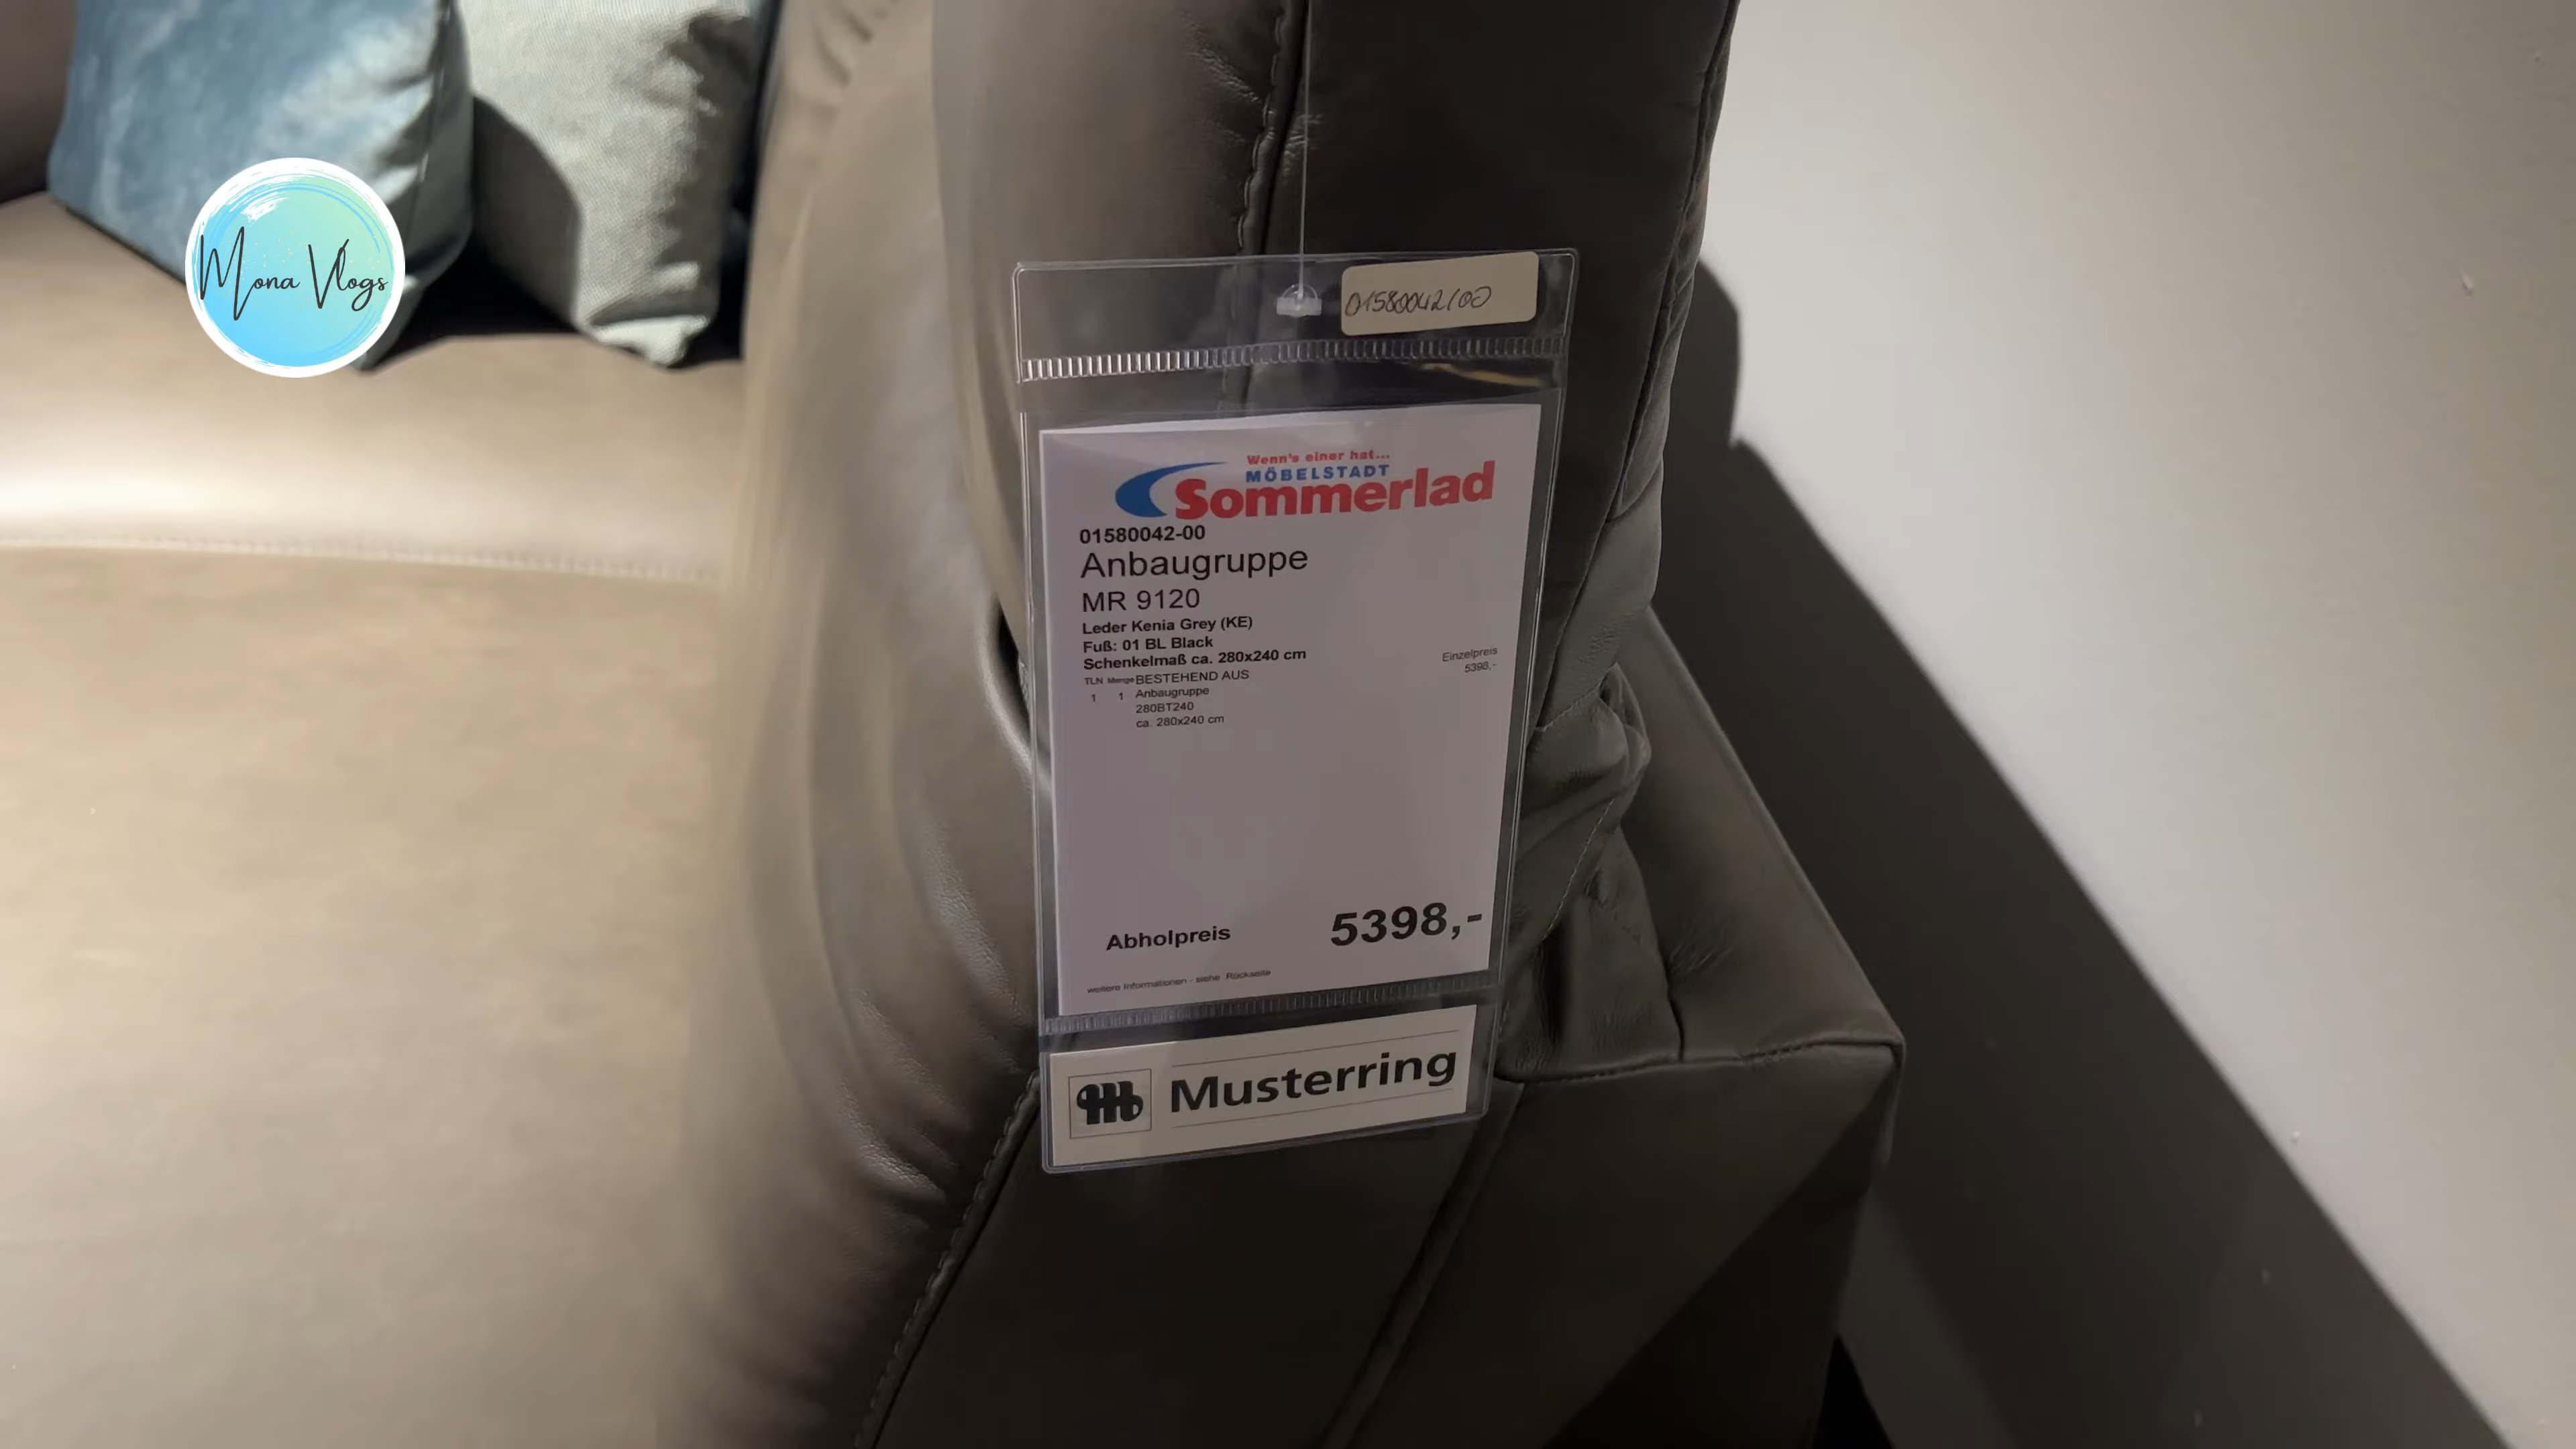 Mona Vlogs
01580042/00
Wenn's einer hat...
MÖBELSTADT
Sommerlad
01580042-00
Anbaugruppe
MR 9120
Leder Kenia Grey (KE)
Fuß: 01 BL Black
Schenkelmaß ca. 280x240 cm
Einzelpreis
5398,-
TLN Menge BESTEHEND AUS
1 1 Anbaugruppe
280BT240
ca. 280x240 cm
Abholpreis 5398,-
weitere Informationen - siehe Rückseite
Musterring